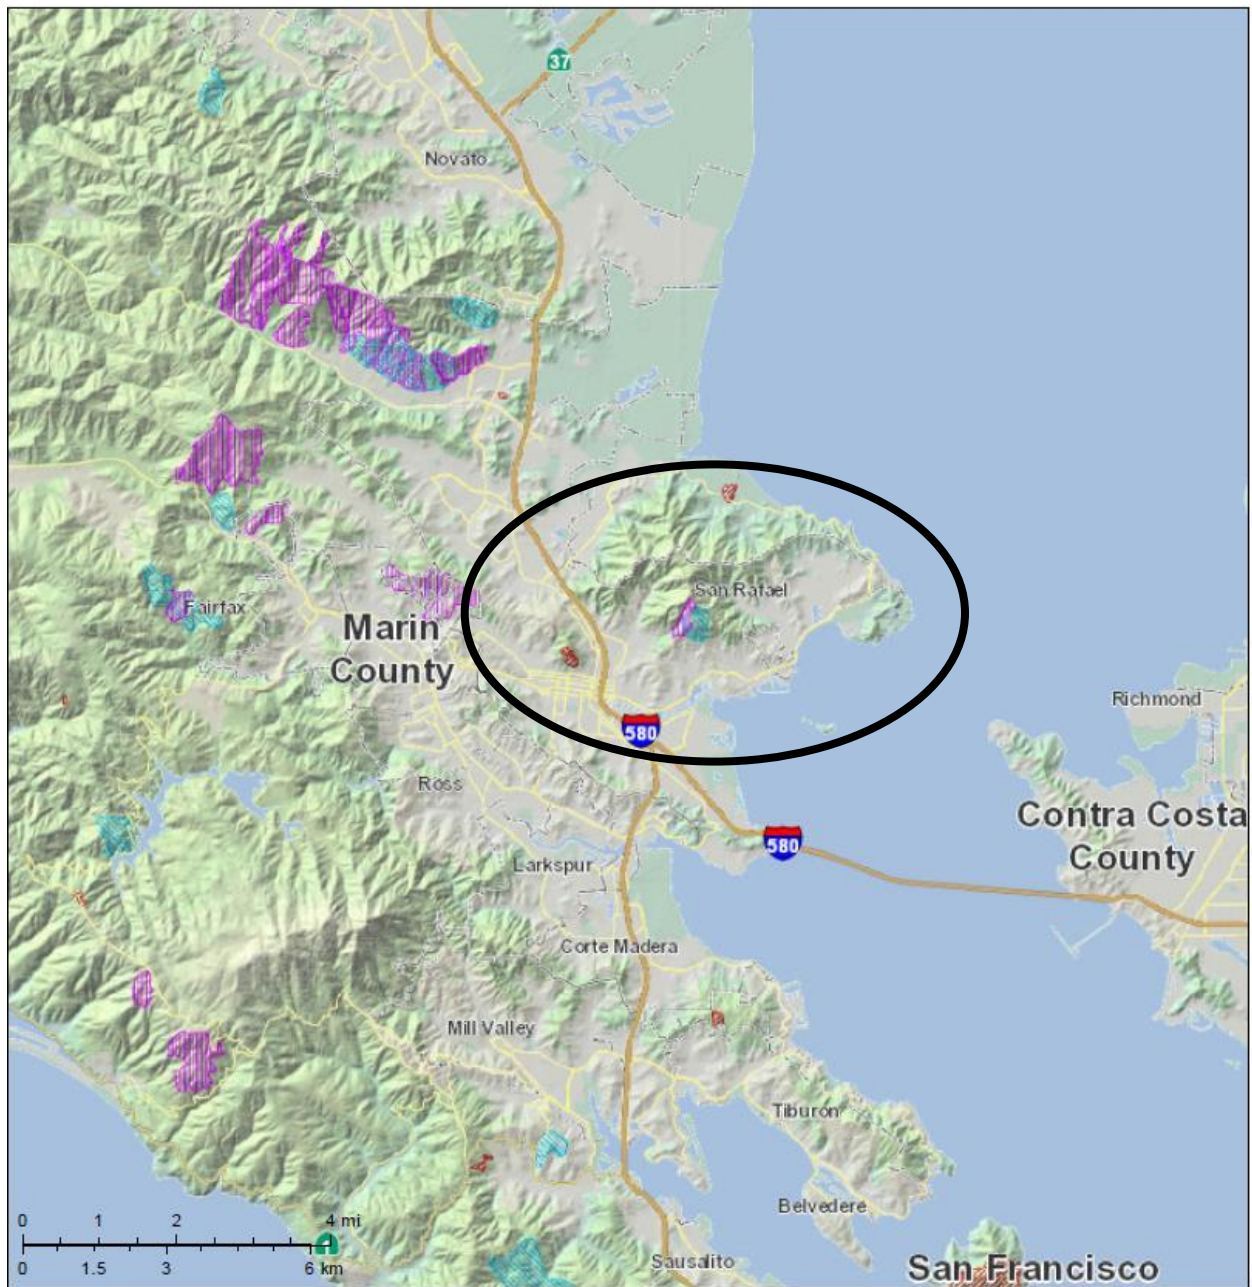 37
Novato
San Rafael
Fairfax
Marin
County
Richmond
580
Ross
Contra Costa
County
580
Larkspur
Corte Madera
Mill Valley
Tiburon
Belvedere
0 1 2 4 mi
0 1.5 3 6 km
Sausalito
San Francisco